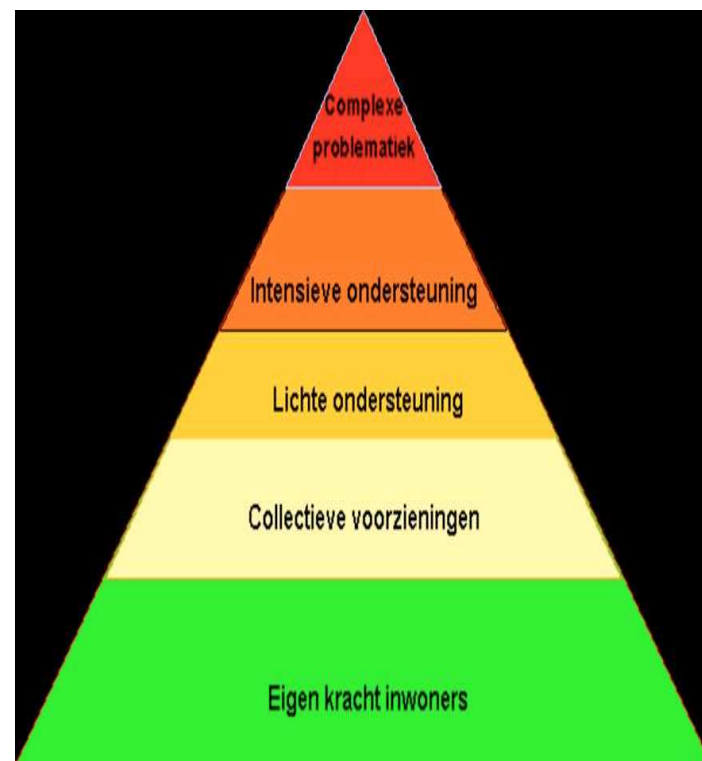 Complexe
problematiek
Intensieve ondersteuning
Lichte ondersteuning
Collectieve voorzieningen
Eigen kracht inwoners